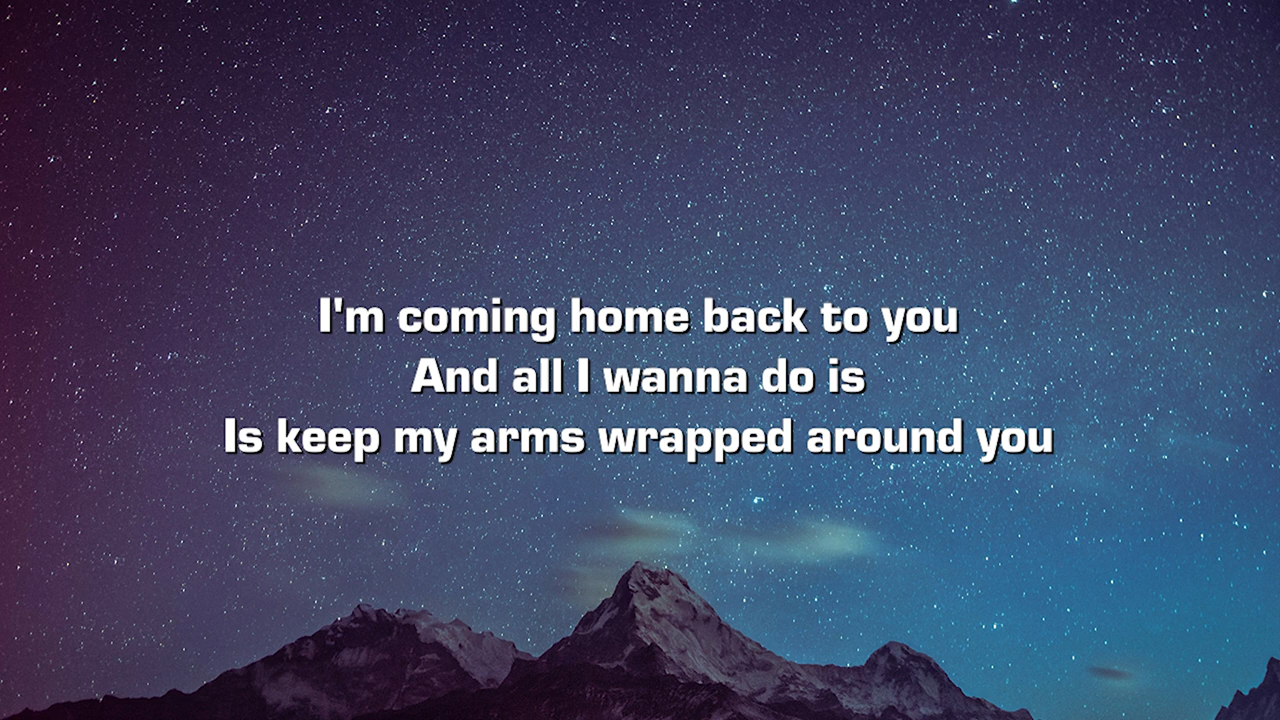 I'm coming home back to you
And all I wanna do is
Is keep my arms wrapped around you